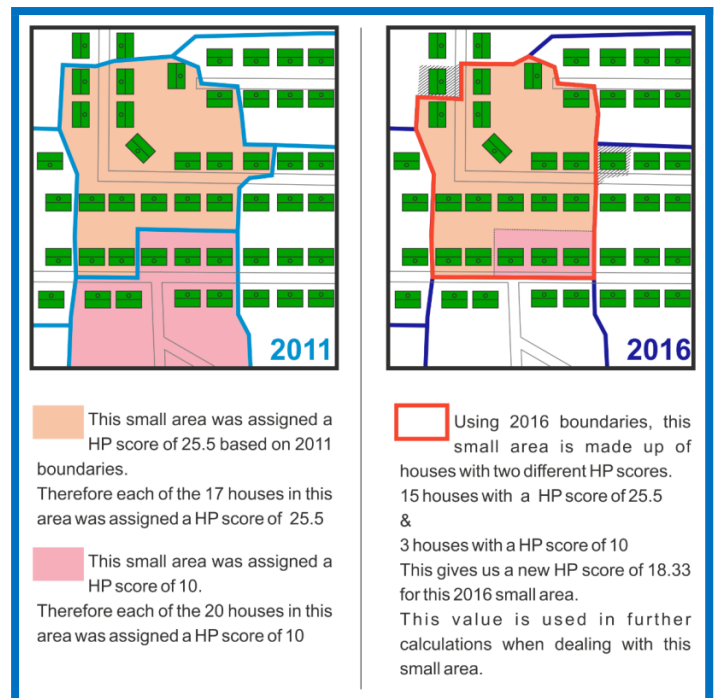 2011
2016
This small area was assigned a
HP score of 25.5 based on 2011
boundaries.
Therefore each of the 17 houses in this
area was assigned a HP score of 25.5
This small area was assigned a
HP score of 10.
Therefore each of the 20 houses in this
area was assigned a HP score of 10
Using 2016 boundaries, this
small area is made up of
houses with two different HP scores.
15 houses with a HP score of 25.5
&
3 houses with a HP score of 10
This gives us a new HP score of 18.33
for this 2016 small area.
This value is used in further
calculations when dealing with this
small area.